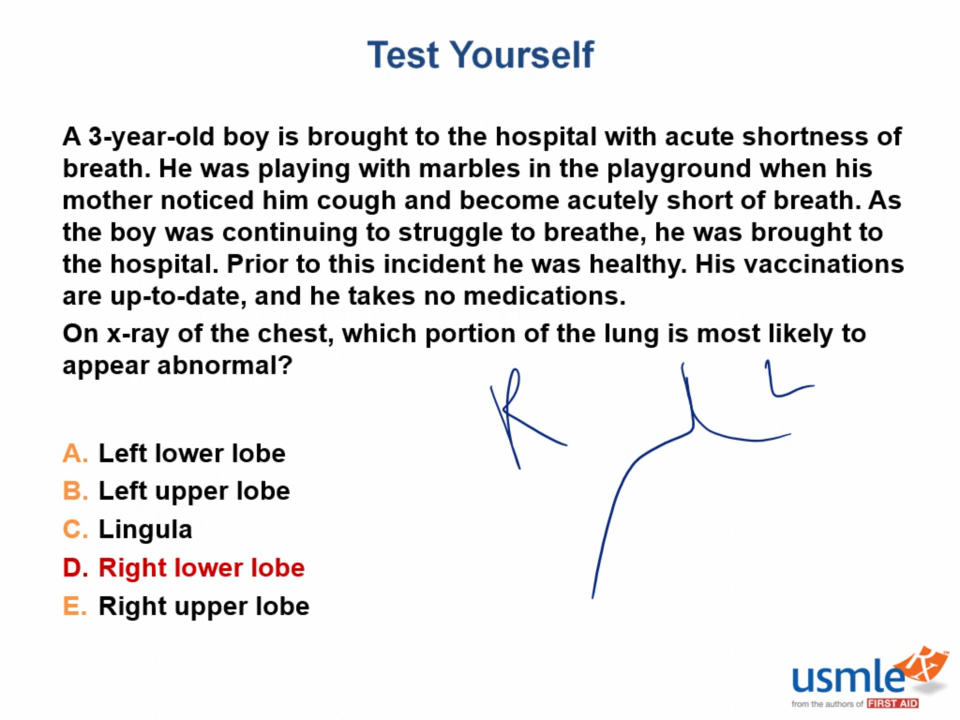 Test Yourself
A 3-year-old boy is brought to the hospital with acute shortness of
breath. He was playing with marbles in the playground when his
mother noticed him cough and become acutely short of breath. As
the boy was continuing to struggle to breathe, he was brought to
the hospital. Prior to this incident he was healthy. His vaccinations
are up-to-date, and he takes no medications.
On x-ray of the chest, which portion of the lung is most likely to
appear abnormal?
R L
A. Left lower lobe
B. Left upper lobe
C. Lingula
D. Right lower lobe
E. Right upper lobe
usmle Rx™
from the authors of FIRST AID